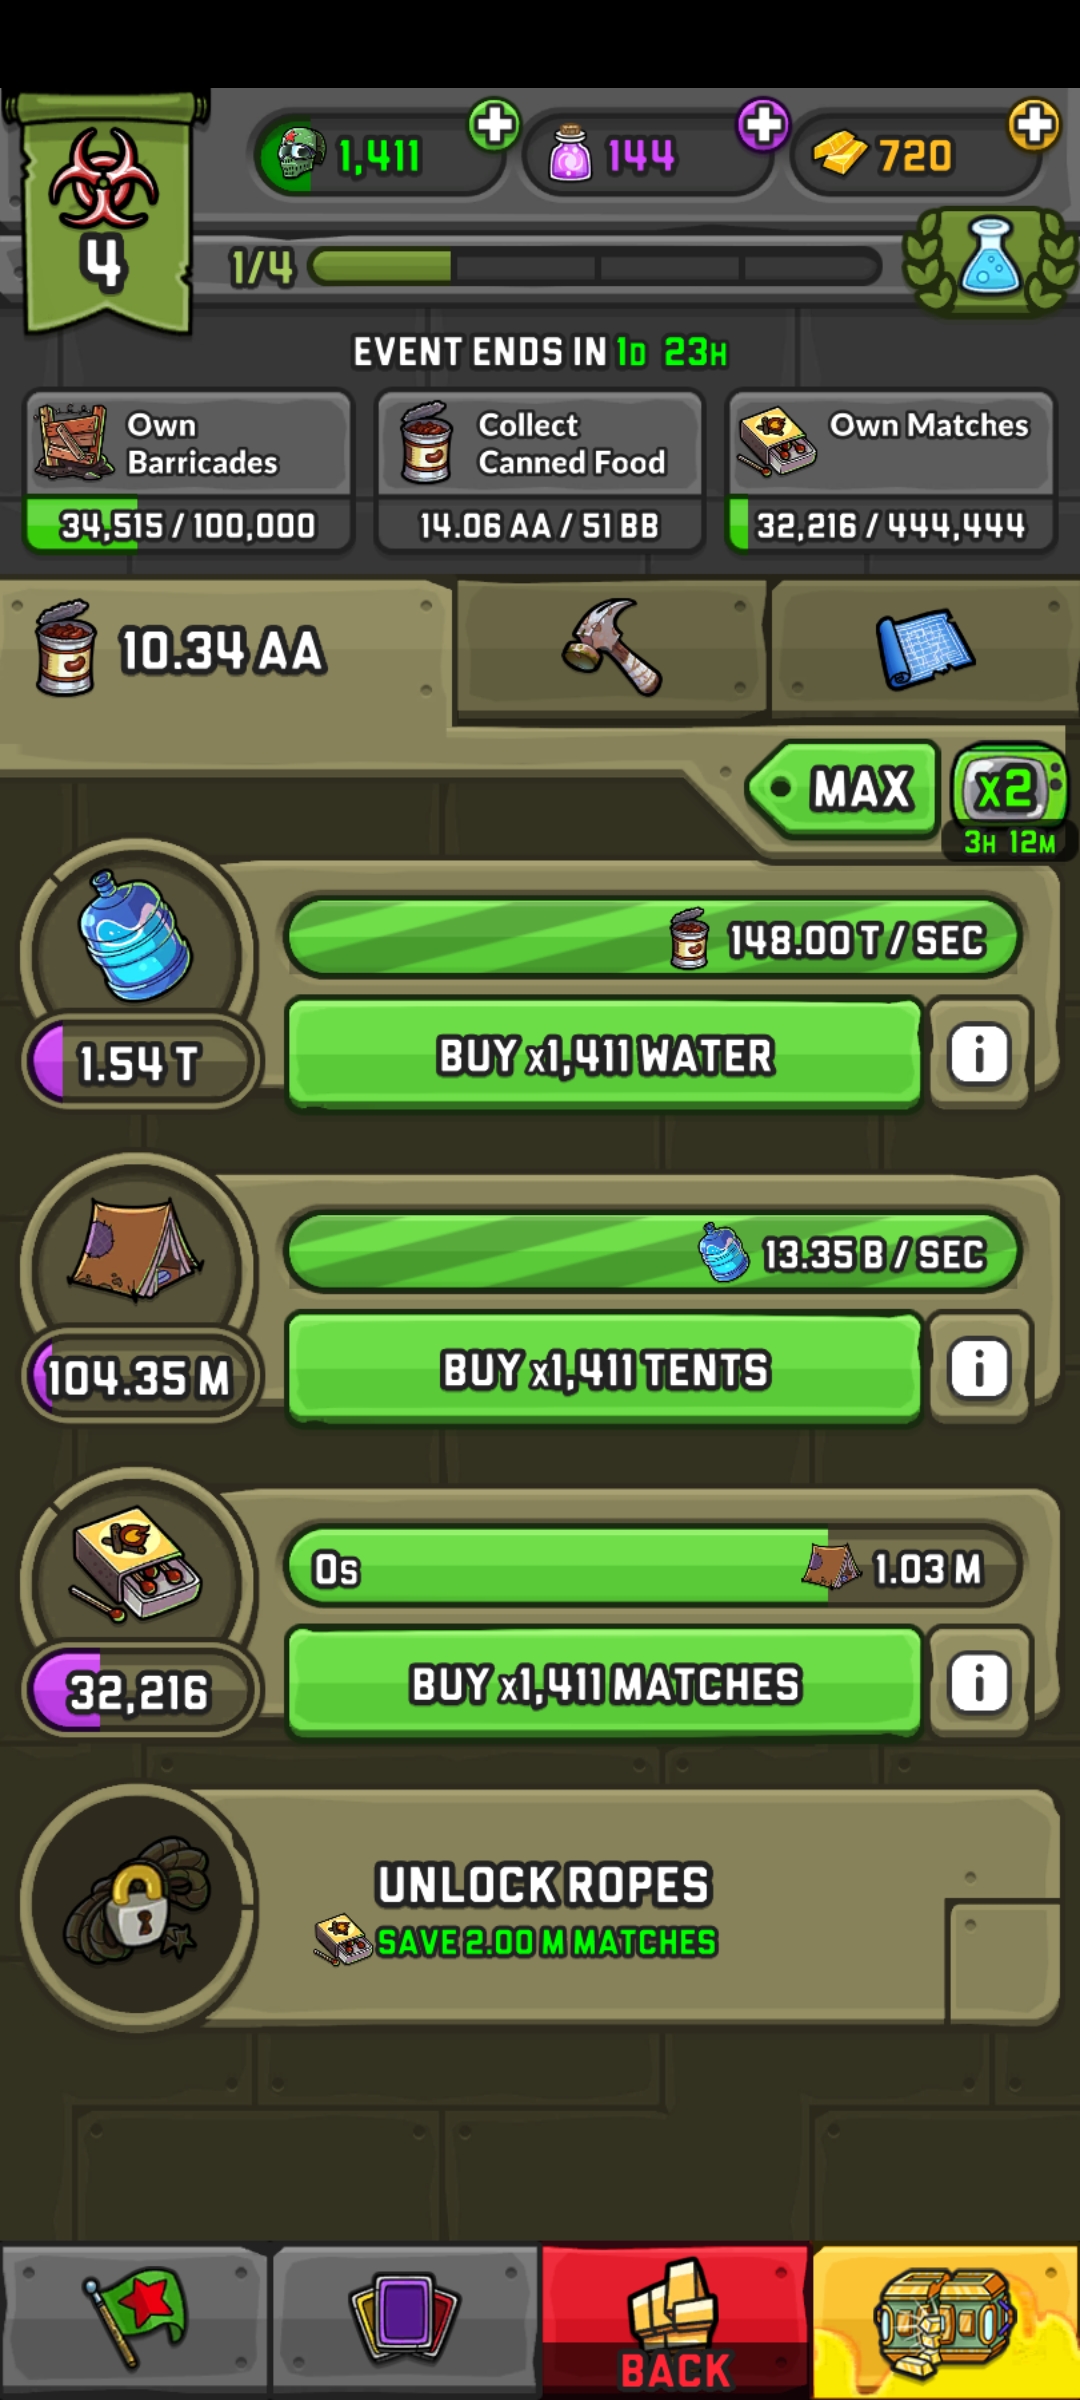 1,411
144
720
4
1/4
EVENT ENDS IN 1D 23H
Own
Barricades
34,515 / 100,000
Collect
Canned Food
14.06 AA / 51 BB
Own Matches
32,216 / 444,444
10.34 AA
MAX
x2
3H 12M
148.00 T / SEC
BUY x1,411 WATER
i
1.54 T
13.35 B / SEC
BUY x1,411 TENTS
i
104.35 M
0s
1.03 M
BUY x1,411 MATCHES
i
32,216
UNLOCK ROPES
SAVE 2.00 M MATCHES
BACK